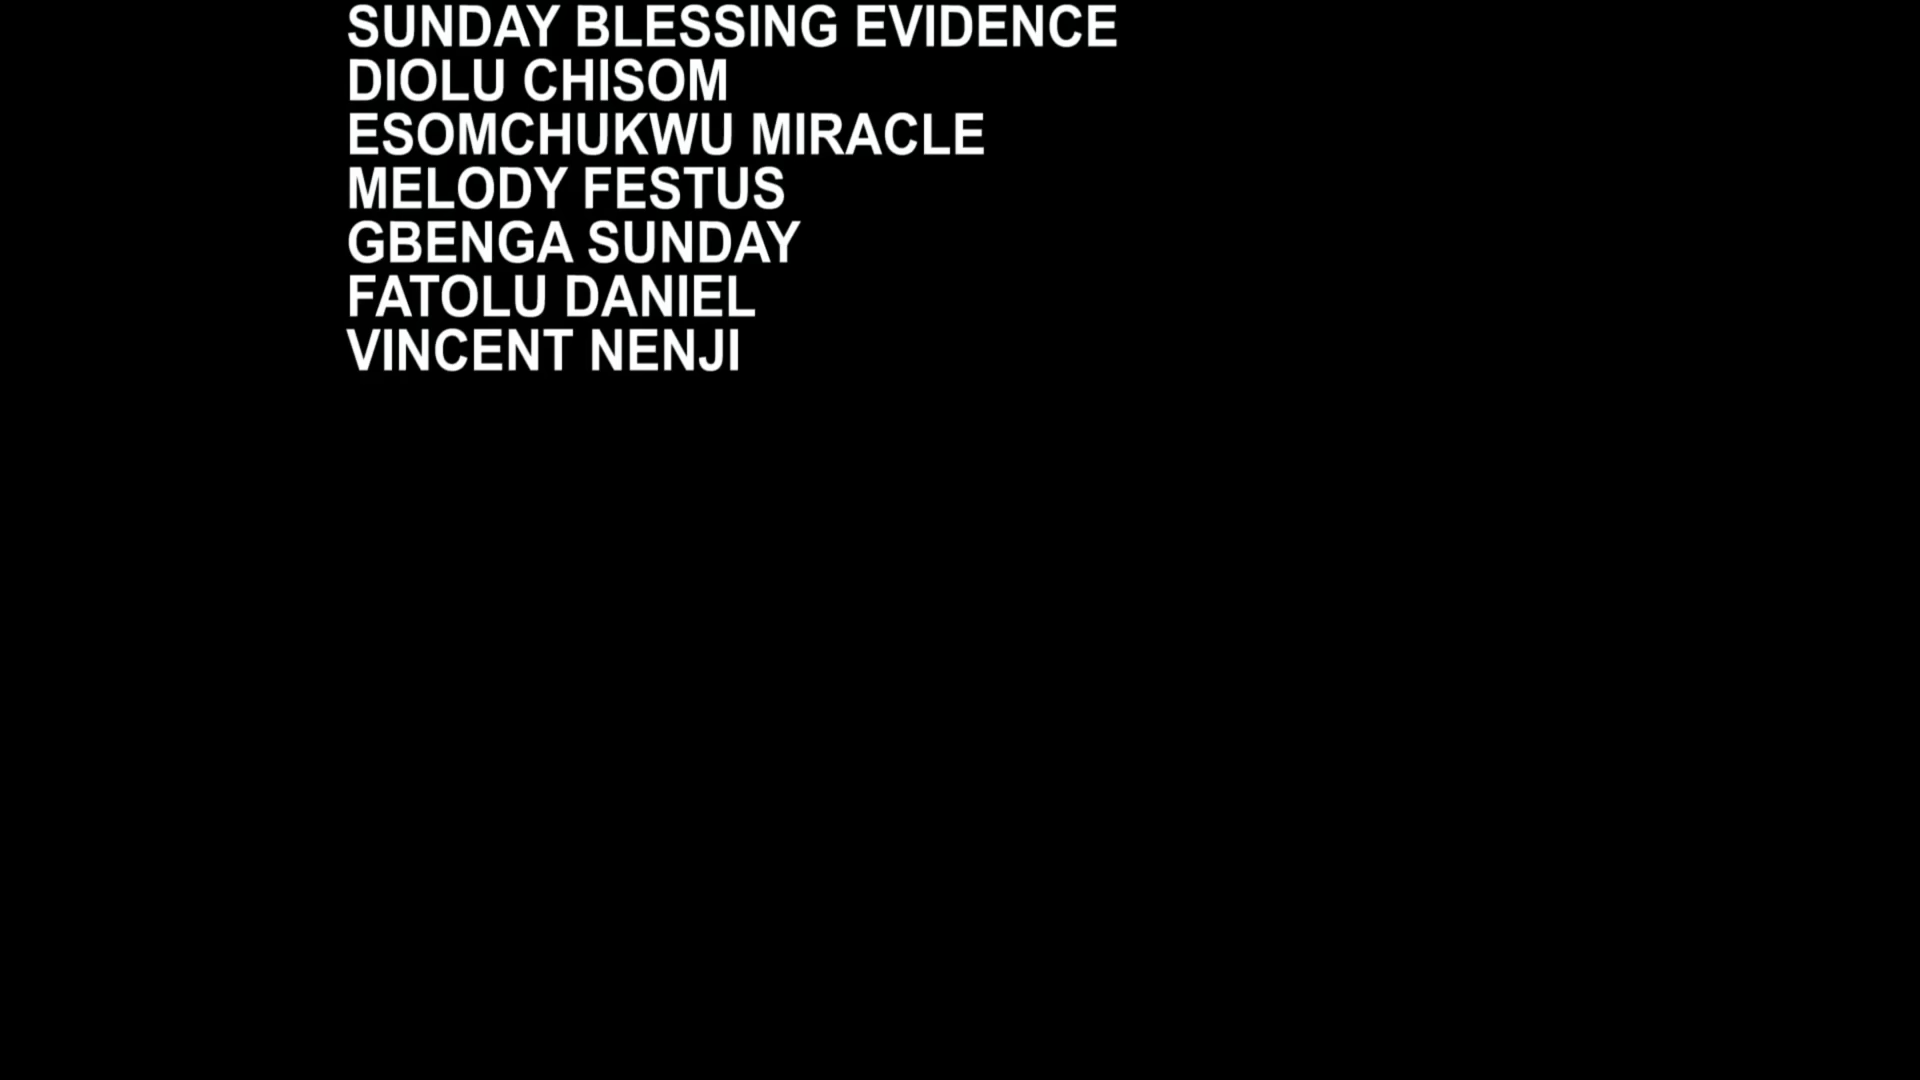 SUNDAY BLESSING EVIDENCE
DIOLU CHISOM
ESOMCHUKWU MIRACLE
MELODY FESTUS
GBENGA SUNDAY
FATOLU DANIEL
VINCENT NENJI